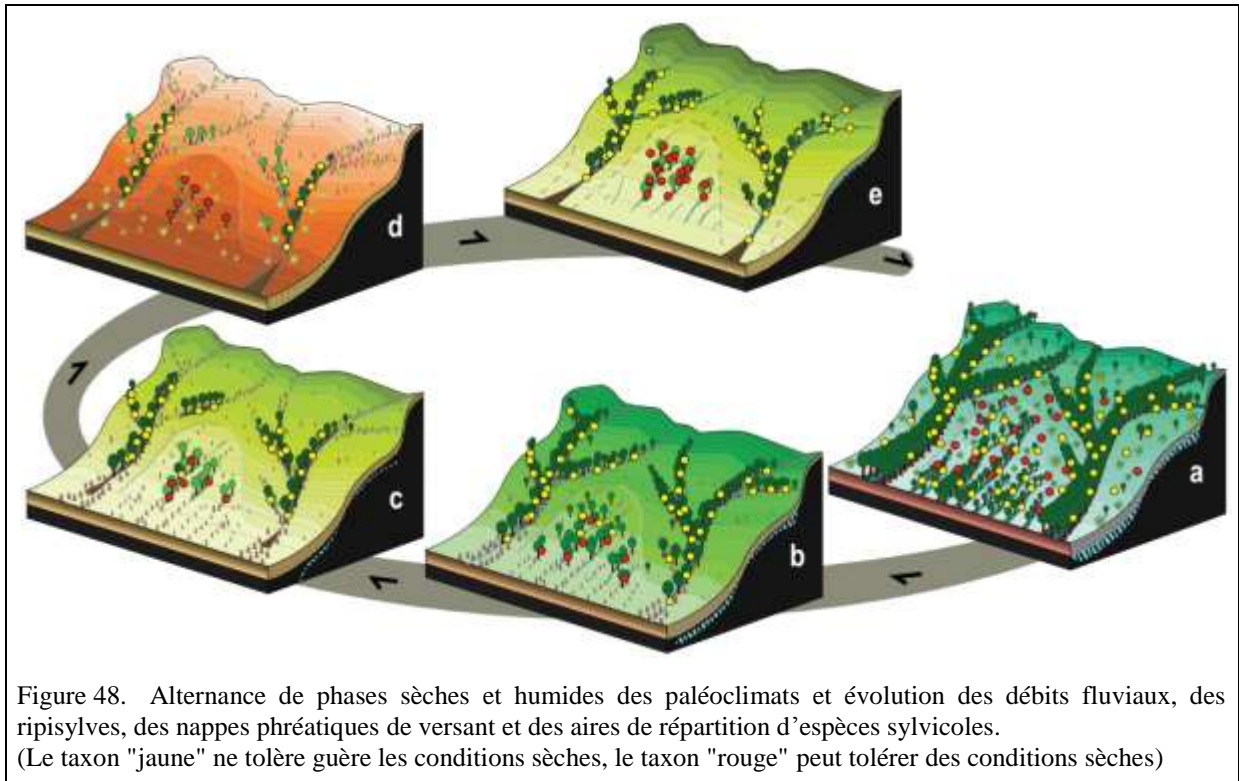 d
e
c
b
a
Figure 48. Alternance de phases sèches et humides des paléoclimats et évolution des débits fluviaux, des
ripisylves, des nappes phréatiques de versant et des aires de répartition d'espèces sylvicoles.
(Le taxon "jaune" ne tolère guère les conditions sèches, le taxon "rouge" peut tolérer des conditions sèches)